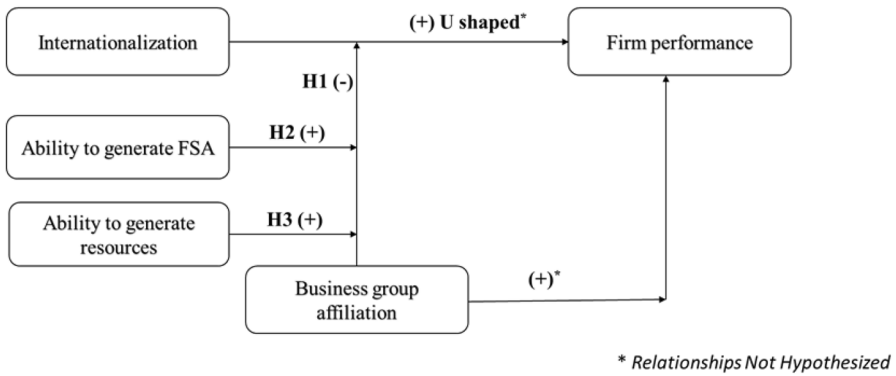 Internationalization
(+) U shaped*
Firm performance
H1 (-)
Ability to generate FSA
H2 (+)
Ability to generate
resources
H3 (+)
Business group
affiliation
(+)*
* Relationships Not Hypothesized